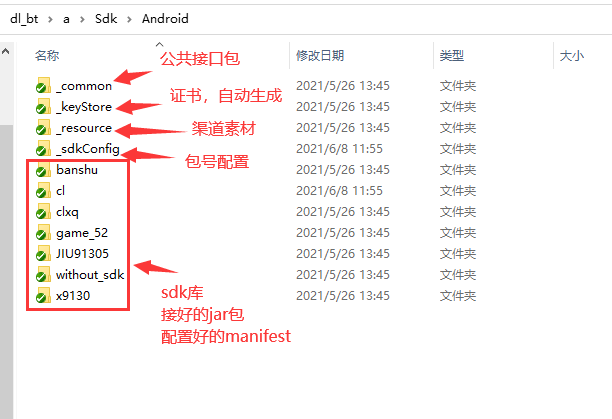 dl_bt > a > Sdk > Android
名称 修改日期 类型 大小
公共接口包
_common 2021/5/26 13:45 文件夹
证书，自动生成
_keyStore 2021/5/26 13:45 文件夹
渠道素材
_resource 2021/5/26 13:45 文件夹
_sdkConfig 2021/6/8 11:55 文件夹
包号配置
banshu 2021/5/26 13:45 文件夹
cl 2021/6/8 11:55 文件夹
clxq 2021/5/26 13:45 文件夹
game_52 2021/5/26 13:45 文件夹
JIU91305 2021/5/26 13:45 文件夹
without_sdk 2021/5/26 13:45 文件夹
x9130 2021/5/26 13:45 文件夹
sdk库
接好的jar包
配置好的manifest